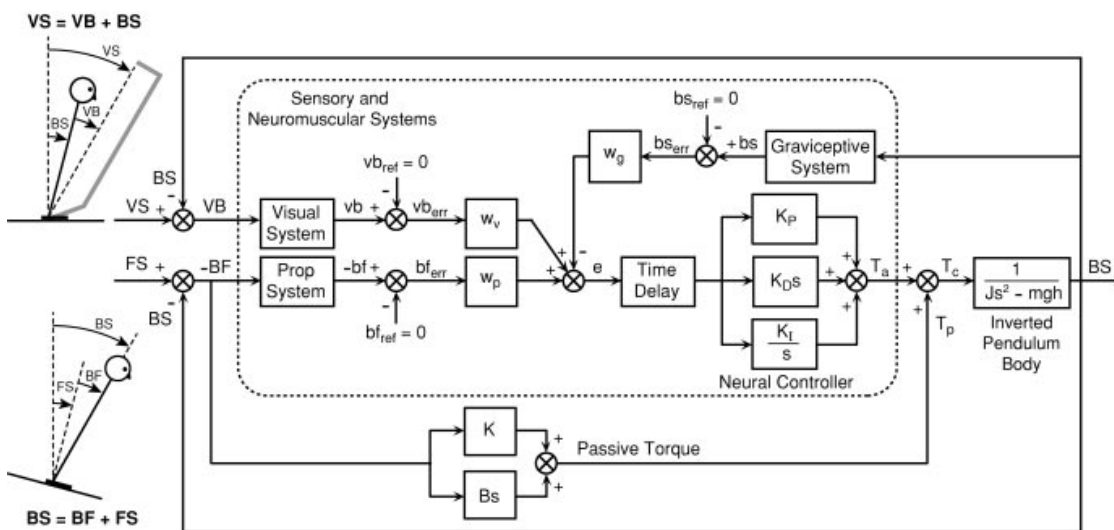 VS = VB + BS
VS
VB
BS
BS
-
VS +
VB
FS +
-BF
BS
-
Sensory and
Neuromuscular Systems
vb_ref = 0
-
Visual
System
vb +
vb_err
w_v
Prop
System
-bf +
bf_err
w_p
-
bf_ref = 0
w_g
bs_err
bs_ref = 0
-
+ bs
Graviceptive
System
+
-
+
e
Time
Delay
K_P
K_D s
K_I
s
+
+
+
Neural Controller
T_a
+
T_c
+
T_p
1
Js² – mgh
BS
Inverted
Pendulum
Body
K
Bs
+
+
Passive Torque
BS
BF
FS
BS = BF + FS